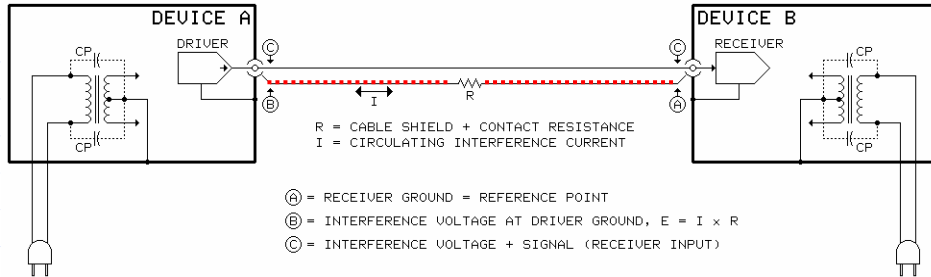 DEVICE A
DEVICE B
CP
DRIVER
C
C
RECEIVER
CP
B
I
R
A
CP
CP
R = CABLE SHIELD + CONTACT RESISTANCE
I = CIRCULATING INTERFERENCE CURRENT
A = RECEIVER GROUND = REFERENCE POINT
B = INTERFERENCE VOLTAGE AT DRIVER GROUND, E = I x R
C = INTERFERENCE VOLTAGE + SIGNAL (RECEIVER INPUT)